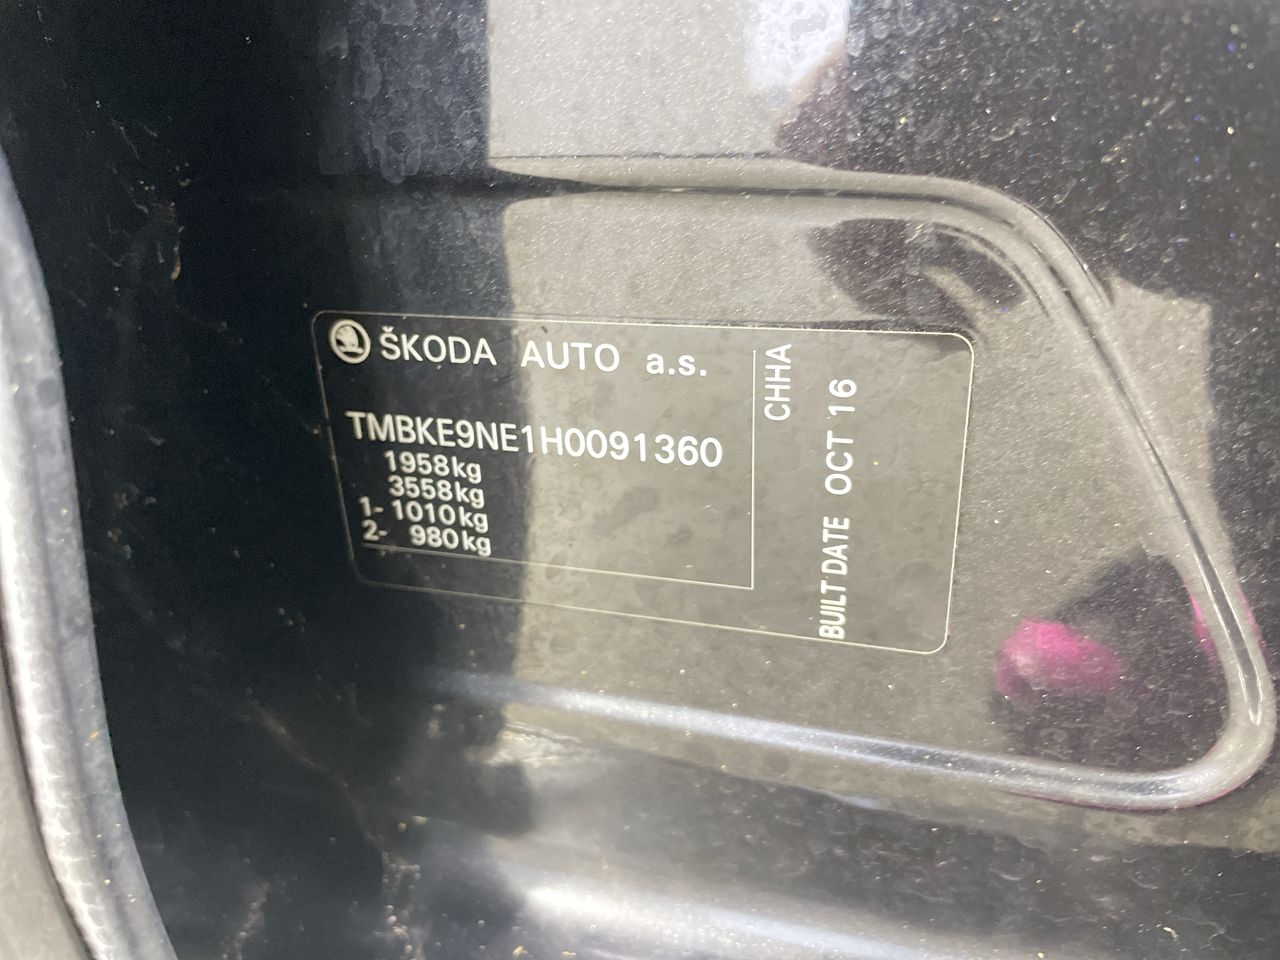 ŠKODA AUTO a.s.
TMBKE9NE1H0091360
1958kg
3558kg
1- 1010kg
2- 980kg
CHHA
BUILT DATE OCT 16